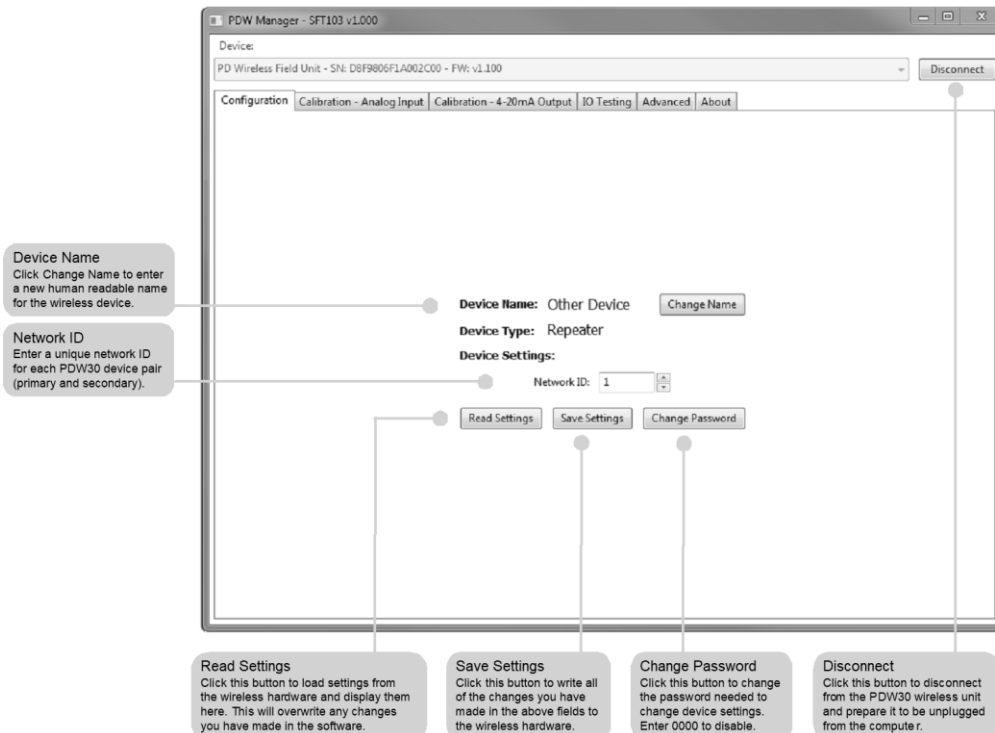 PDW Manager - SFT103 v1.000
Device:
PD Wireless Field Unit - SN: D8F9806F1A002C00 - FW: v1.100
Disconnect
Configuration
Calibration - Analog Input
Calibration - 4-20mA Output
IO Testing
Advanced
About
Device Name
Click Change Name to enter
a new human readable name
for the wireless device.
Device Name: Other Device
Change Name
Device Type: Repeater
Network ID
Enter a unique network ID
for each PDW30 device pair
(primary and secondary).
Device Settings:
Network ID: 1
Read Settings
Save Settings
Change Password
Read Settings
Click this button to load settings from
the wireless hardware and display them
here. This will overwrite any changes
you have made in the software.
Save Settings
Click this button to write all
of the changes you have
made in the above fields to
the wireless hardware.
Change Password
Click this button to change
the password needed to
change device settings.
Enter 0000 to disable.
Disconnect
Click this button to disconnect
from the PDW30 wireless unit
and prepare it to be unplugged
from the computer.